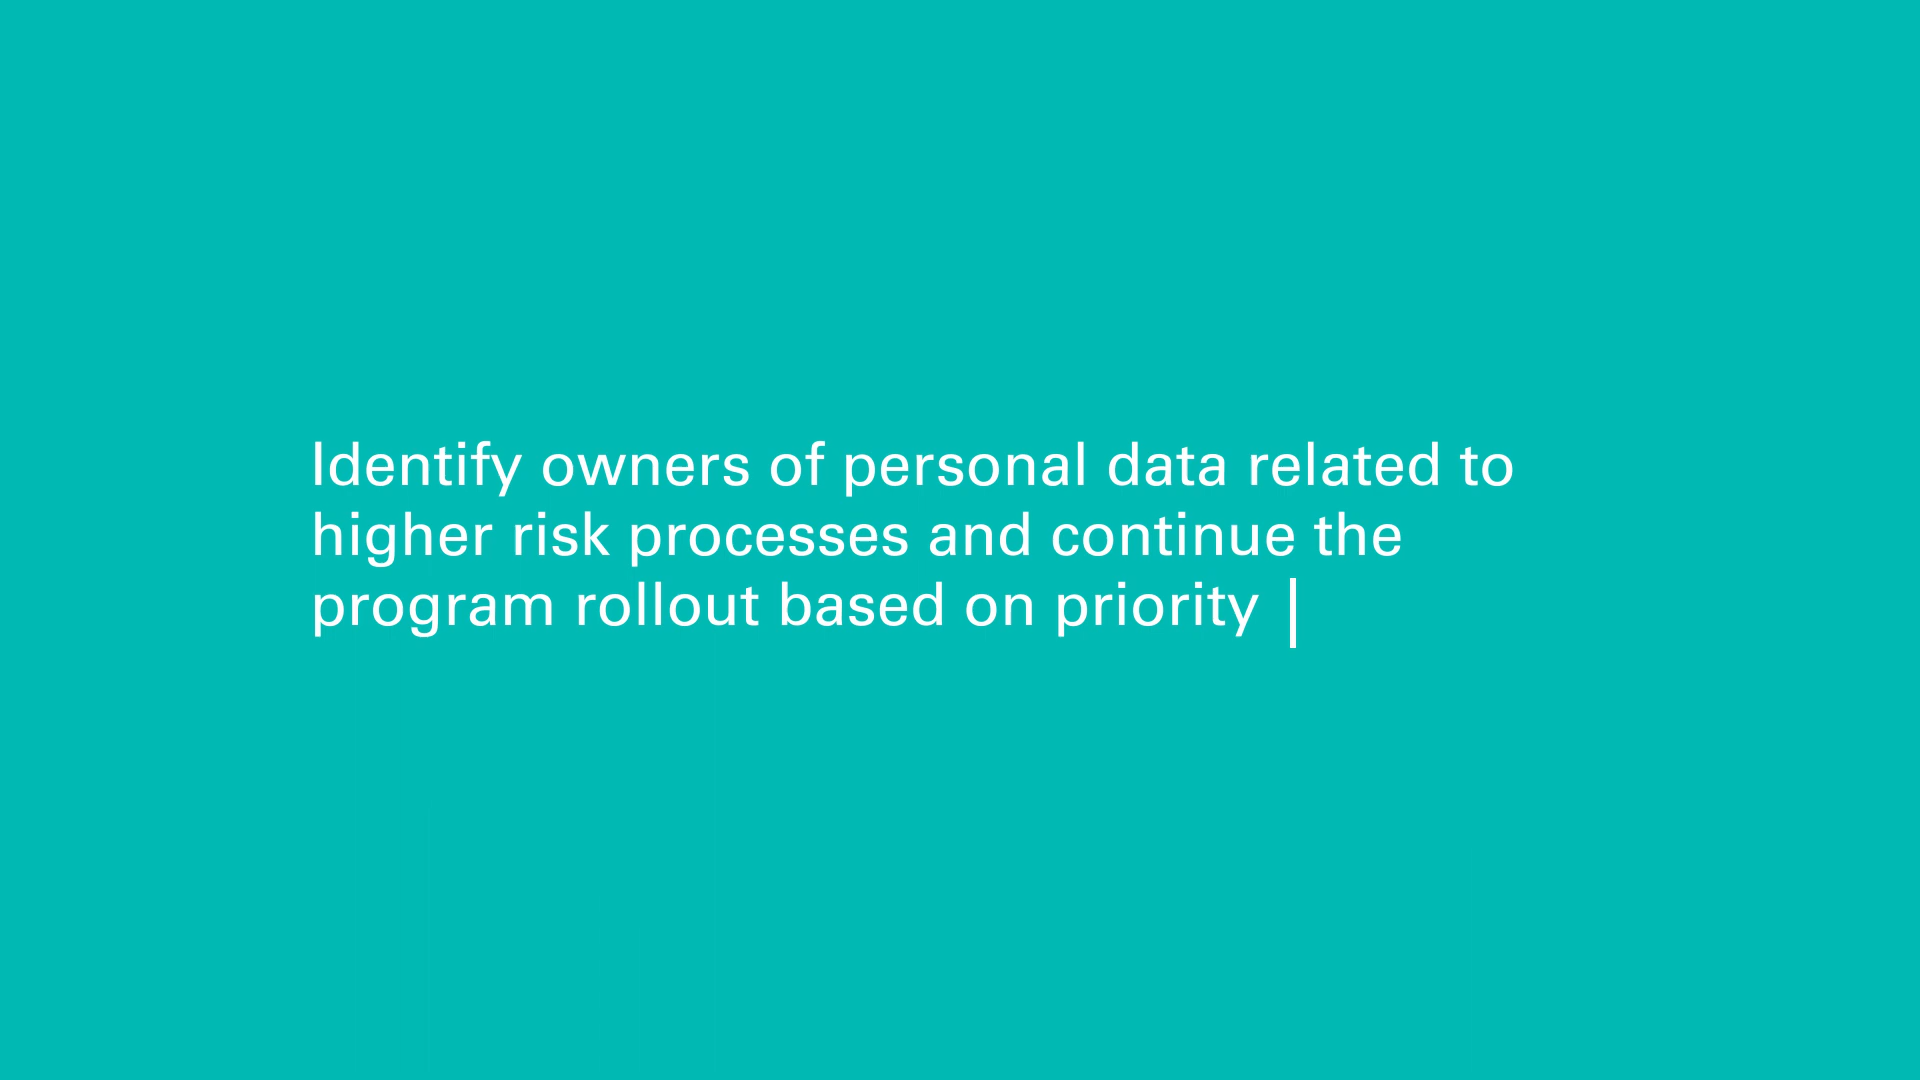 Identify owners of personal data related to
higher risk processes and continue the
program rollout based on priority